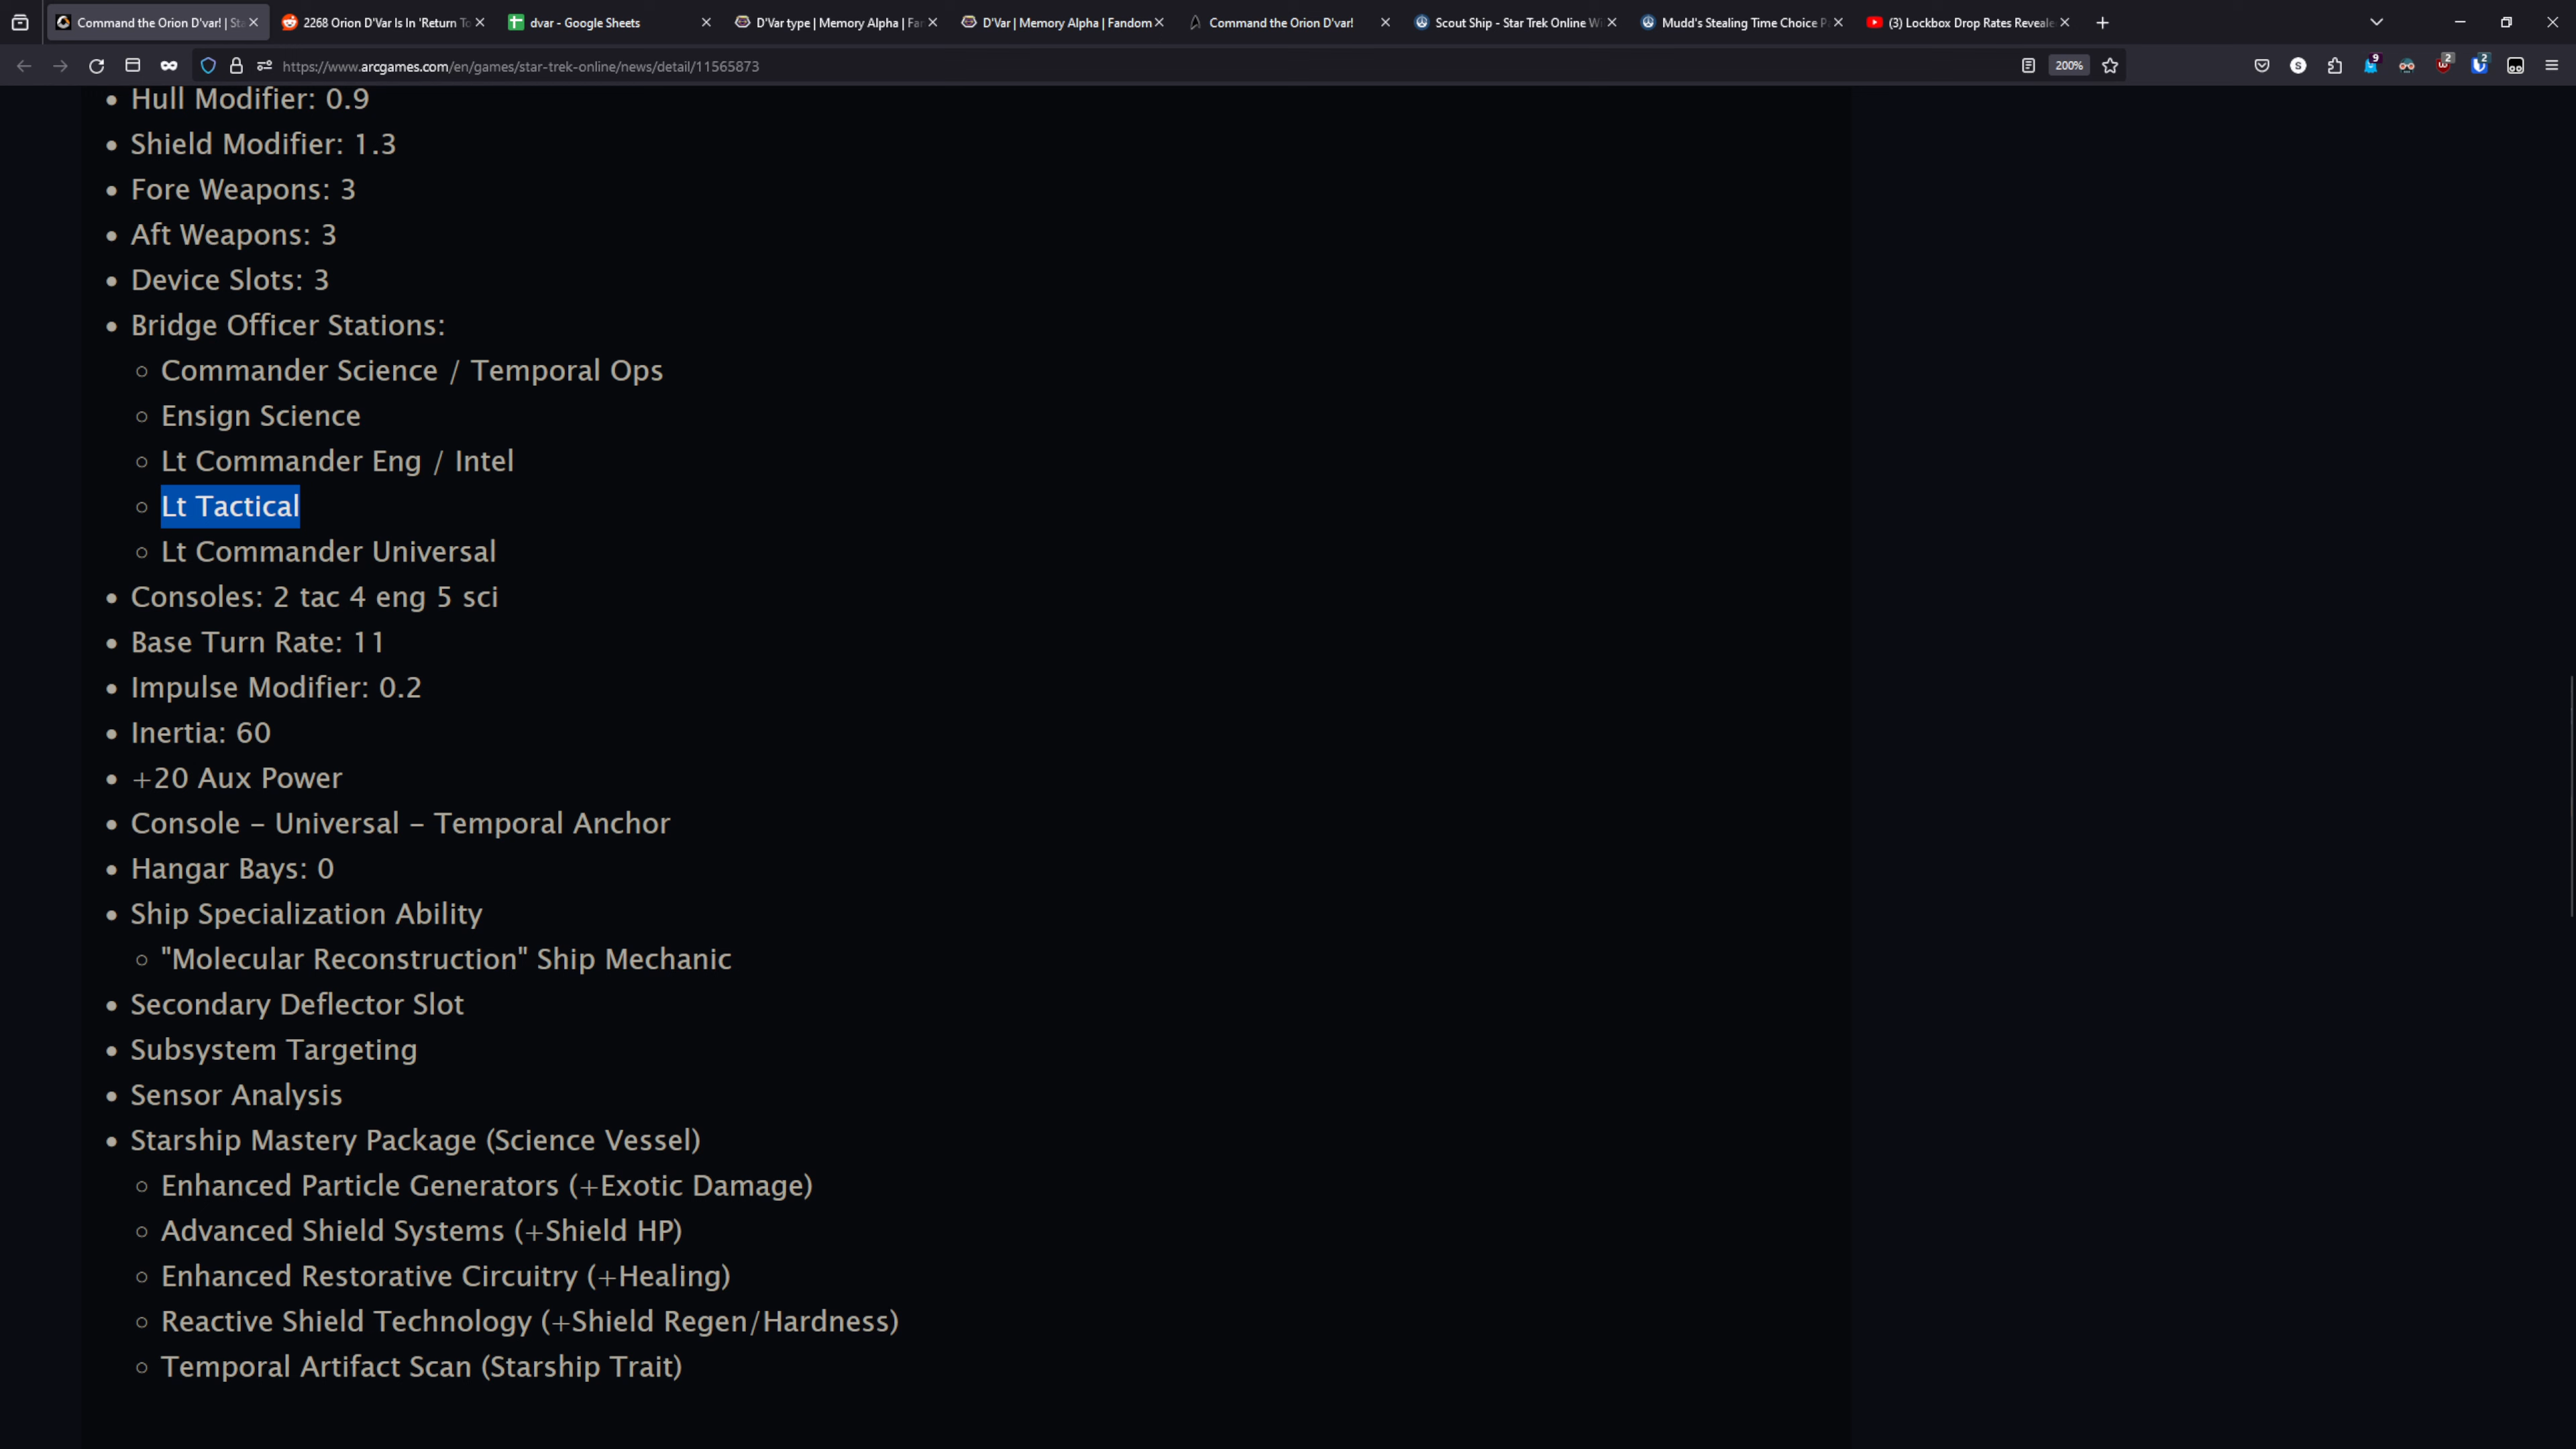 Command the Orion D'var! | Sta
2268 Orion D'Var Is In 'Return To
dvar - Google Sheets
D'Var type | Memory Alpha | Fan
D'Var | Memory Alpha | Fandom
Command the Orion D'var!
Scout Ship - Star Trek Online Wi
Mudd's Stealing Time Choice P
(3) Lockbox Drop Rates Reveale
https://www.arcgames.com/en/games/star-trek-online/news/detail/11565873
200%
S
9
2
2
Hull Modifier: 0.9
Shield Modifier: 1.3
Fore Weapons: 3
Aft Weapons: 3
Device Slots: 3
Bridge Officer Stations:
Commander Science / Temporal Ops
Ensign Science
Lt Commander Eng / Intel
Lt Tactical
Lt Commander Universal
Consoles: 2 tac 4 eng 5 sci
Base Turn Rate: 11
Impulse Modifier: 0.2
Inertia: 60
+20 Aux Power
Console – Universal – Temporal Anchor
Hangar Bays: 0
Ship Specialization Ability
"Molecular Reconstruction" Ship Mechanic
Secondary Deflector Slot
Subsystem Targeting
Sensor Analysis
Starship Mastery Package (Science Vessel)
Enhanced Particle Generators (+Exotic Damage)
Advanced Shield Systems (+Shield HP)
Enhanced Restorative Circuitry (+Healing)
Reactive Shield Technology (+Shield Regen/Hardness)
Temporal Artifact Scan (Starship Trait)